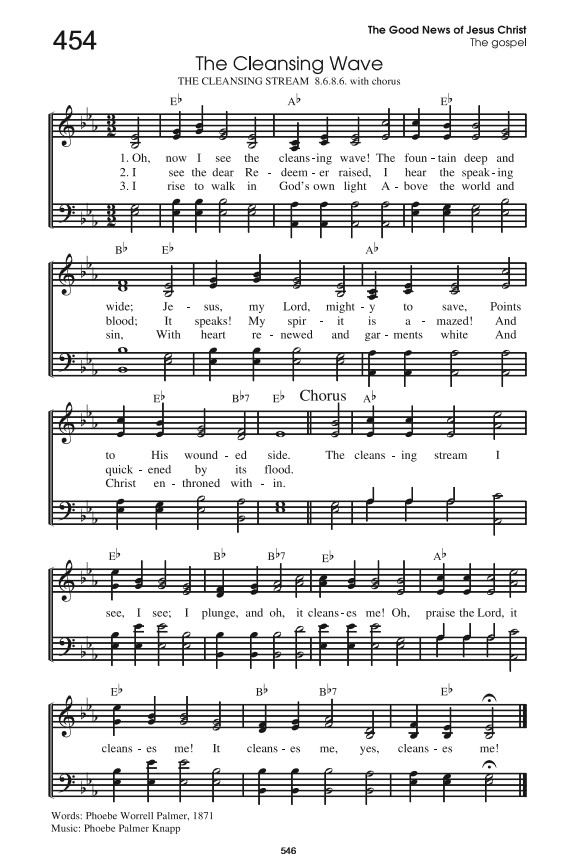 454
The Good News of Jesus Christ
The gospel
The Cleansing Wave
THE CLEANSING STREAM 8.6.8.6. with chorus
E♭ A♭ E♭
1. Oh, now I see the cleans - ing wave! The foun - tain deep and
2. I see the dear Re - deem - er raised, I hear the speak - ing
3. I rise to walk in God's own light A - bove the world and
B♭ E♭ A♭
wide; Je - sus, my Lord, might - y to save, Points
blood; It speaks! My spir - it is a - mazed! And
sin, With heart re - newed and gar - ments white And
E♭ B♭7 E♭ Chorus A♭
to His wound - ed side. The cleans - ing stream I
quick - ened by its flood.
Christ en - throned with - in.
E♭ B♭ B♭7 E♭ A♭
see, I see; I plunge, and oh, it cleans - es me! Oh, praise the Lord, it
E♭ B♭ B♭7 E♭
cleans - es me! It cleans - es me, yes, cleans - es me!
Words: Phoebe Worrell Palmer, 1871
Music: Phoebe Palmer Knapp
546